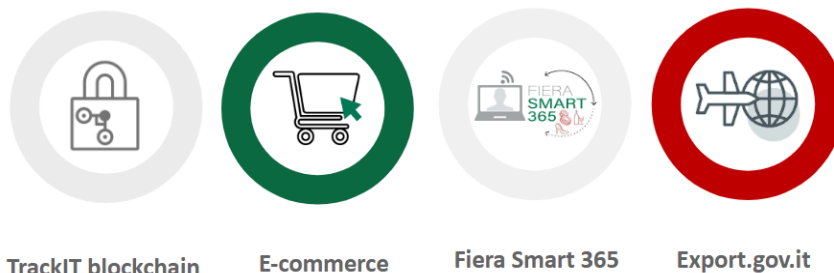 FIERA
SMART
365
TrackIT blockchain
E-commerce
Fiera Smart 365
Export.gov.it